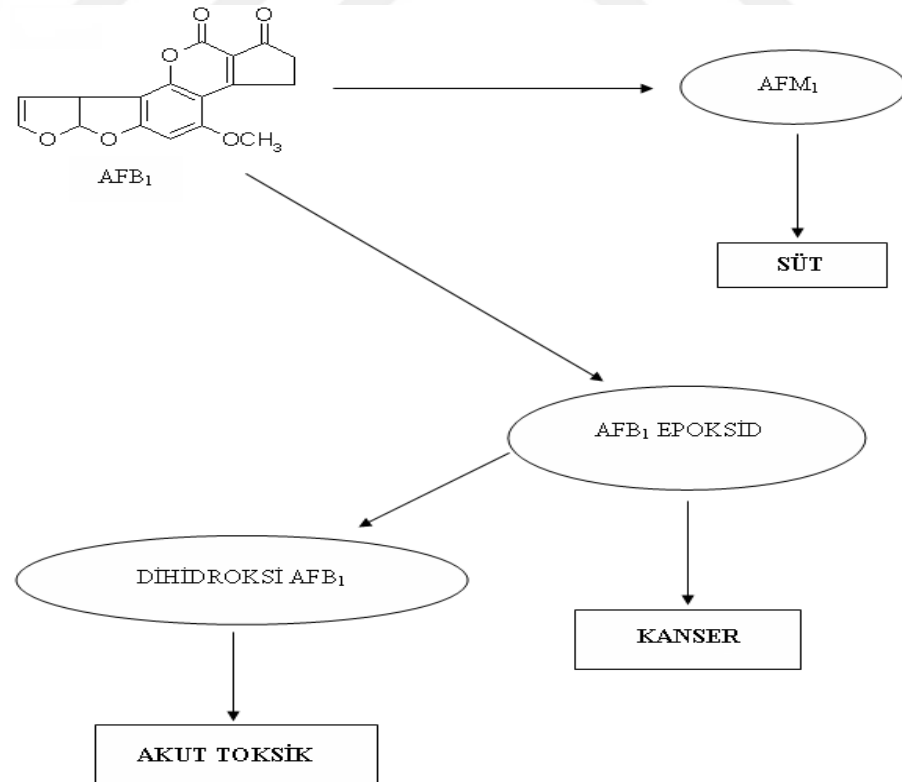 O
O
O
O
O
OCH₃
AFB₁
AFM₁
SÜT
AFB₁ EPOKSİD
DİHİDROKSİ AFB₁
KANSER
AKUT TOKSİK